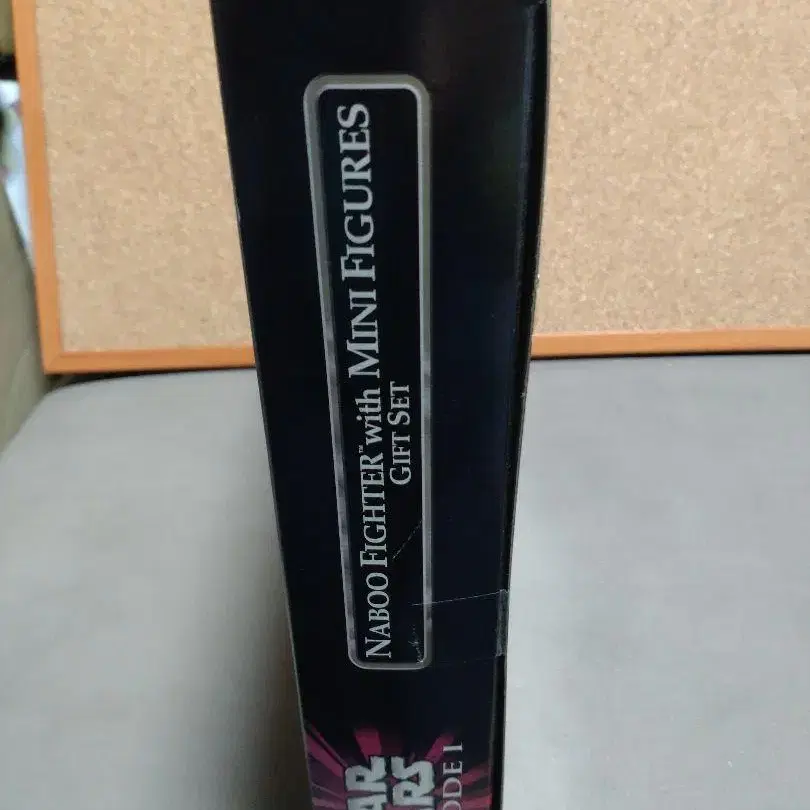 NABOO FIGHTER™ with MINI FIGURES
GIFT SET